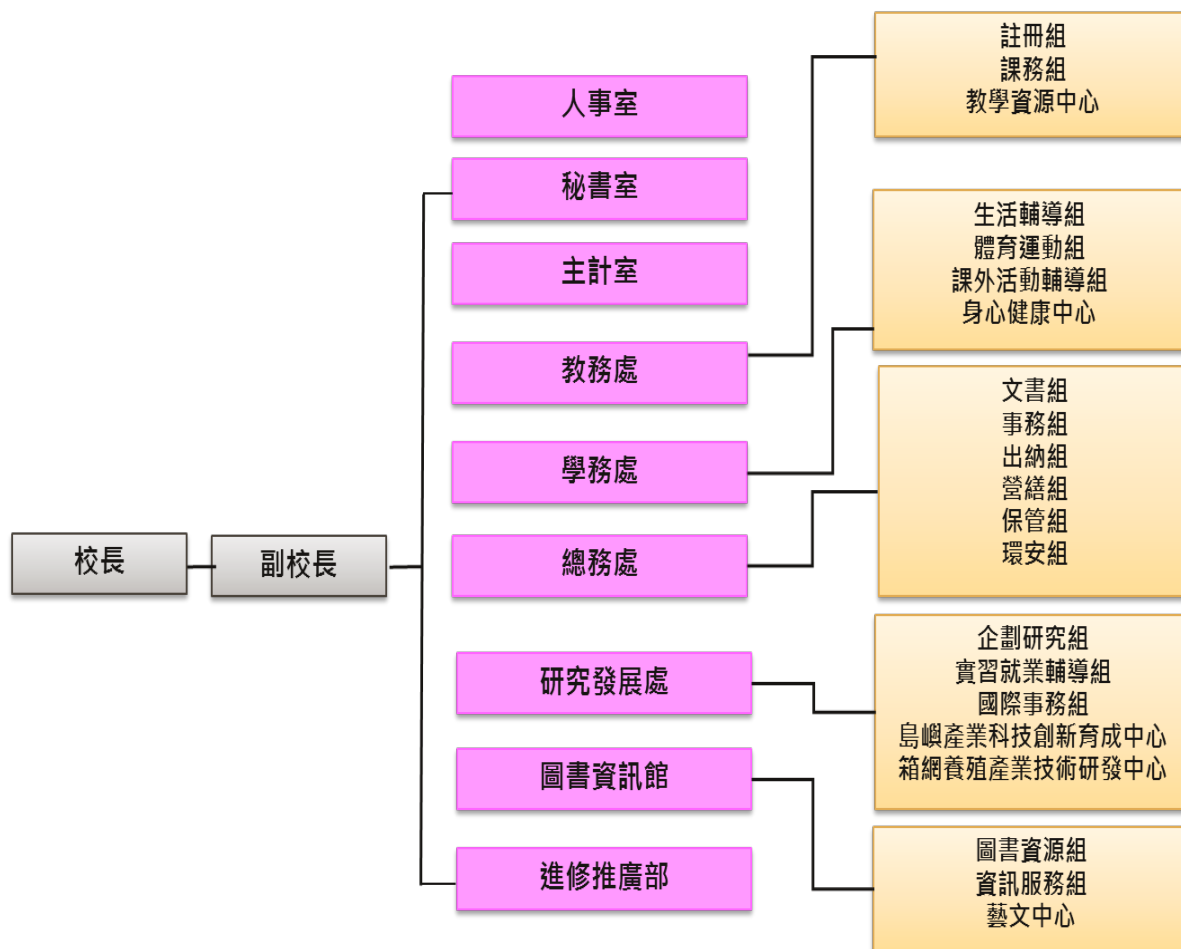 校長
副校長
人事室
秘書室
主計室
教務處
學務處
總務處
研究發展處
圖書資訊館
進修推廣部
註冊組
課務組
教學資源中心
生活輔導組
體育運動組
課外活動輔導組
身心健康中心
文書組
事務組
出納組
營繕組
保管組
環安組
企劃研究組
實習就業輔導組
國際事務組
島嶼產業科技創新育成中心
箱網養殖產業技術研發中心
圖書資源組
資訊服務組
藝文中心